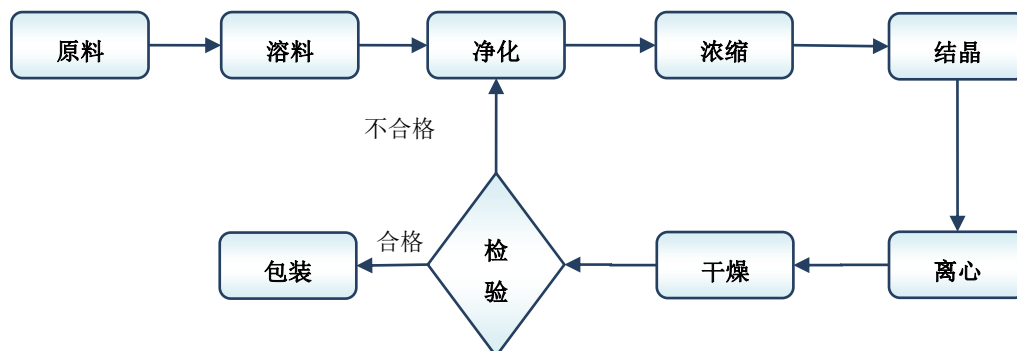 原料
溶料
净化
浓缩
结晶
不合格
合格
包装
检
验
干燥
离心